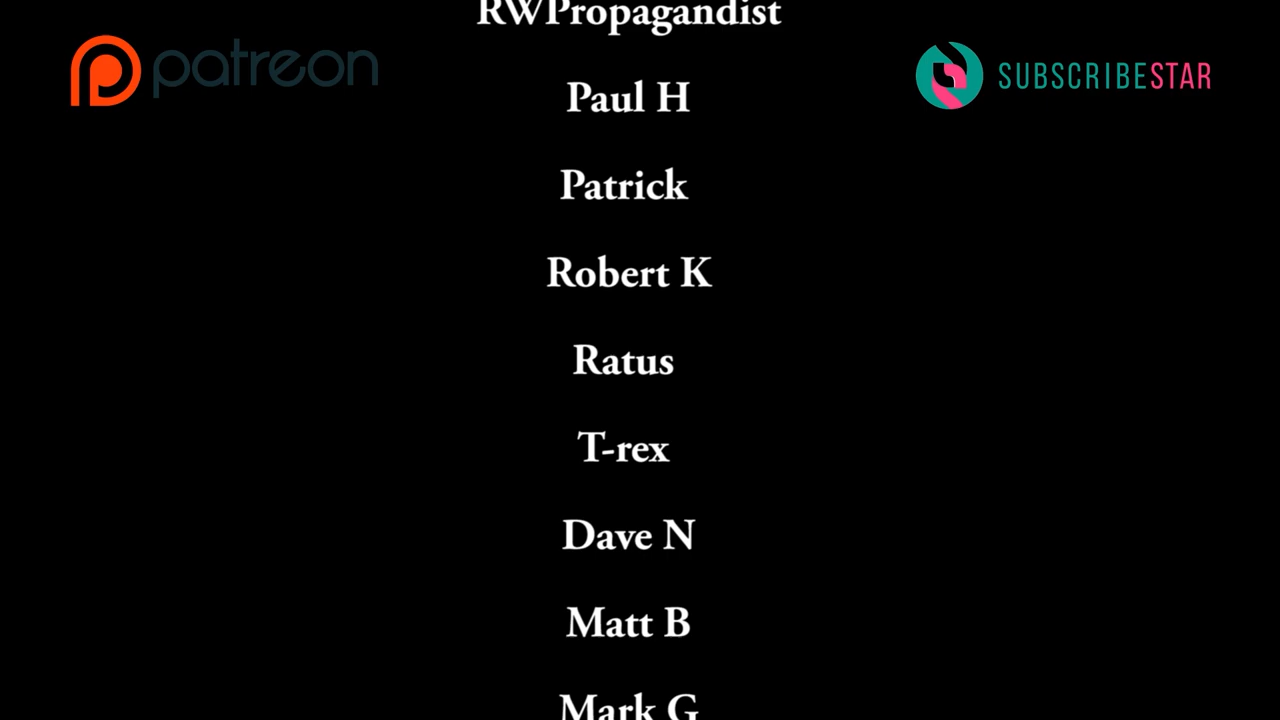 RWPropagandist
patreon
SUBSCRIBESTAR
Paul H
Patrick
Robert K
Ratus
T-rex
Dave N
Matt B
Mark G